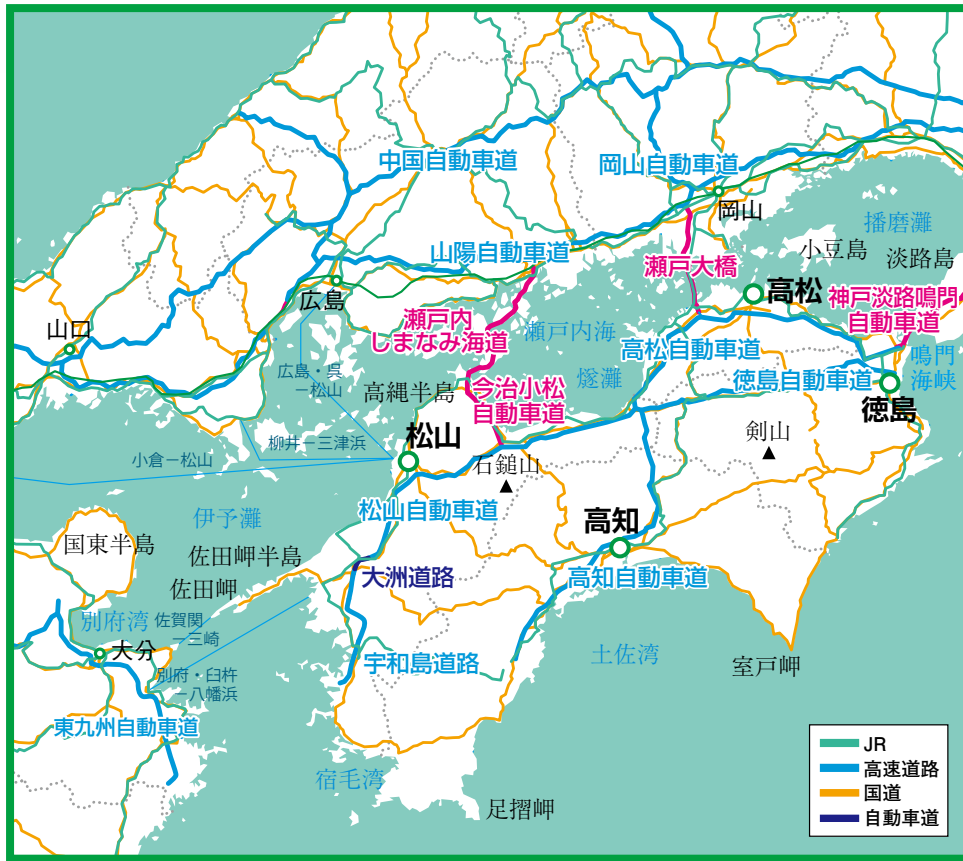 中国自動車道
岡山自動車道
岡山
播磨灘
小豆島
淡路島
山陽自動車道
瀬戸大橋
広島
高松
神戸淡路鳴門
自動車道
山口
瀬戸内
しまなみ海道
瀬戸内海
高松自動車道
鳴門
海峡
広島・呉
−松山
高縄半島
燧灘
今治小松
自動車道
徳島自動車道
徳島
松山
柳井−三津浜
剣山
小倉−松山
石鎚山
伊予灘
松山自動車道
高知
国東半島
佐田岬半島
佐田岬
大洲道路
高知自動車道
別府湾
佐賀関
−三崎
大分
宇和島道路
土佐湾
室戸岬
別府・臼杵
−八幡浜
東九州自動車道
宿毛湾
足摺岬
JR
高速道路
国道
自動車道